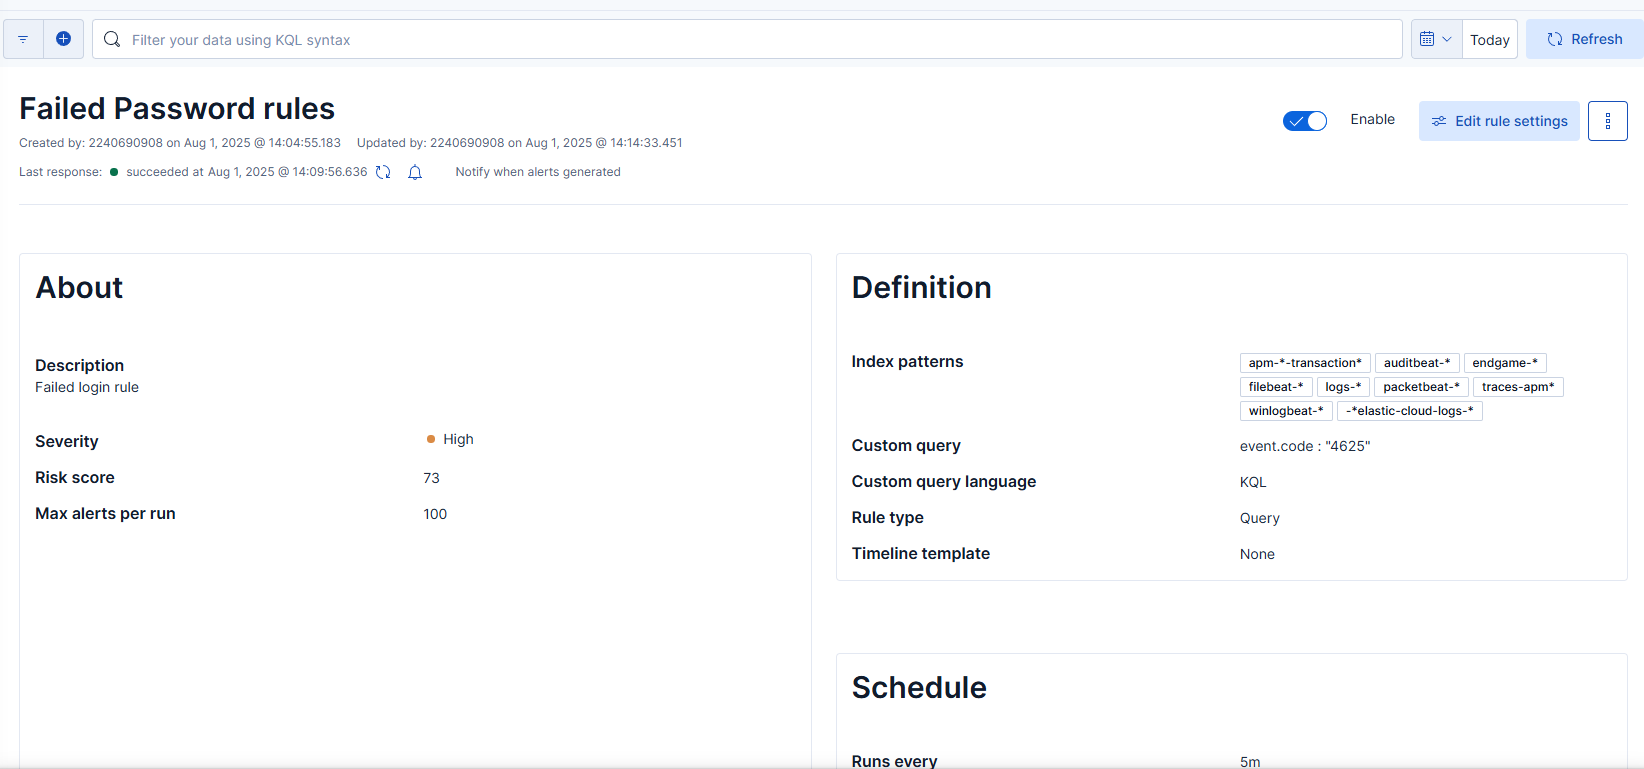 Filter your data using KQL syntax
Today
Refresh
Failed Password rules
Created by: 2240690908 on Aug 1, 2025 @ 14:04:55.183 Updated by: 2240690908 on Aug 1, 2025 @ 14:14:33.451
Last response: succeeded at Aug 1, 2025 @ 14:09:56.636 Notify when alerts generated
Enable
Edit rule settings
About
Description
Failed login rule
Severity High
Risk score 73
Max alerts per run 100
Definition
Index patterns
apm-*-transaction* auditbeat-* endgame-*
filebeat-* logs-* packetbeat-* traces-apm*
winlogbeat-* -*elastic-cloud-logs-*
Custom query event.code : "4625"
Custom query language KQL
Rule type Query
Timeline template None
Schedule
Runs every 5m